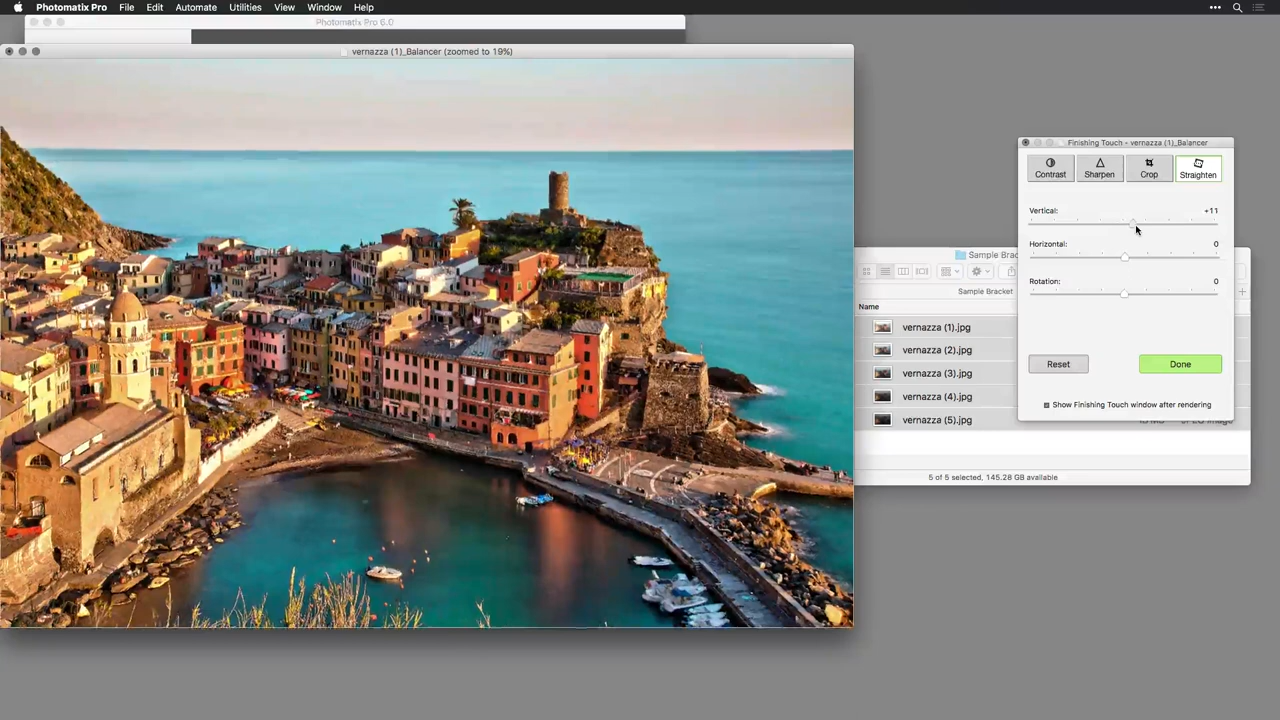 Photomatix Pro File Edit Automate Utilities View Window Help
Photomatix Pro 6.0
vernazza (1)_Balancer (zoomed to 19%)
Finishing Touch - vernazza (1)_Balancer
Contrast Sharpen Crop Straighten
Vertical: +11
Horizontal: 0
Rotation: 0
Reset Done
Show Finishing Touch window after rendering
Sample Brac
Sample Bracket
Name
vernazza (1).jpg
vernazza (2).jpg
vernazza (3).jpg
vernazza (4).jpg
vernazza (5).jpg
5 of 5 selected, 145.28 GB available